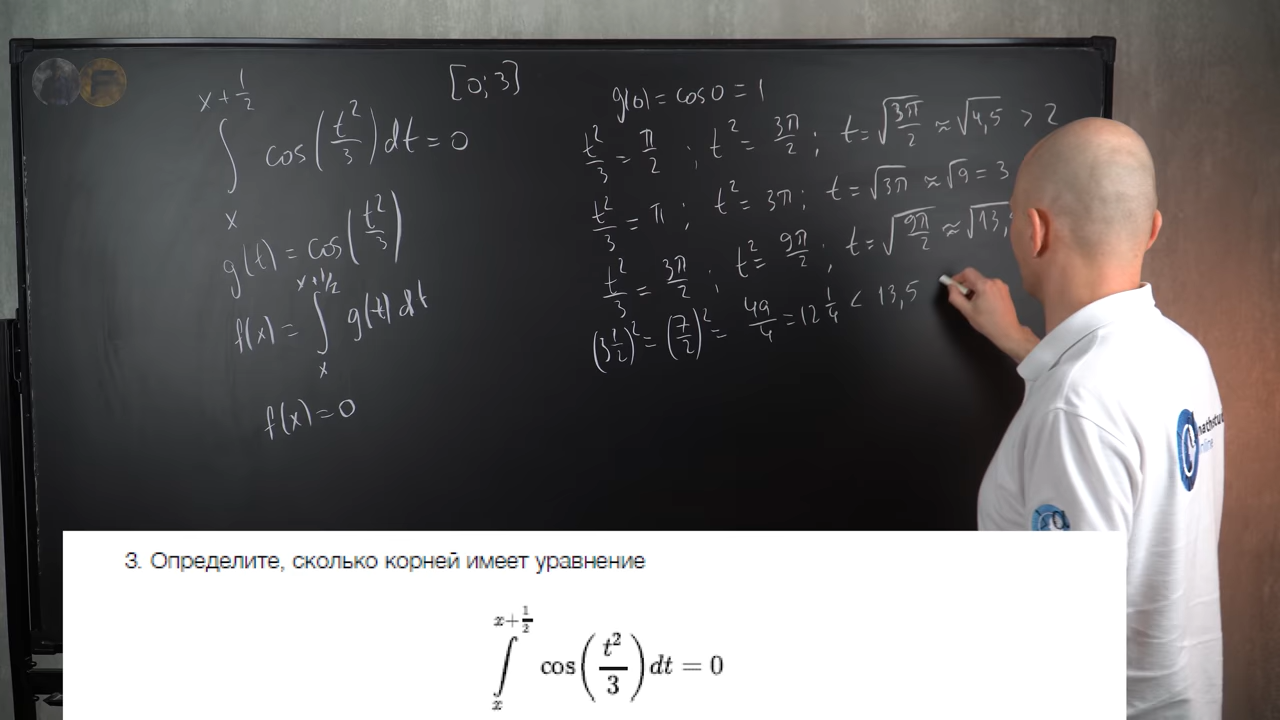 x+1/2
∫ cos(t²/3)dt=0
x
[0;3]
g(t)=cos(t²/3)
x+1/2
f(x)=∫ g(t)dt
x
f(x)=0
g(0)=cos0=1
t²/3=π/2; t²=3π/2; t=√(3π/2)≈√4,5>2
t²/3=π; t²=3π; t=√3π≈√9=3
t²/3=3π/2; t²=9π/2; t=√(9π/2)≈√13,
(3 1/2)²=(7/2)²=49/4=12 1/4<13,5
3. Определите, сколько корней имеет уравнение
x+1/2
∫ cos(t²/3)dt=0
x